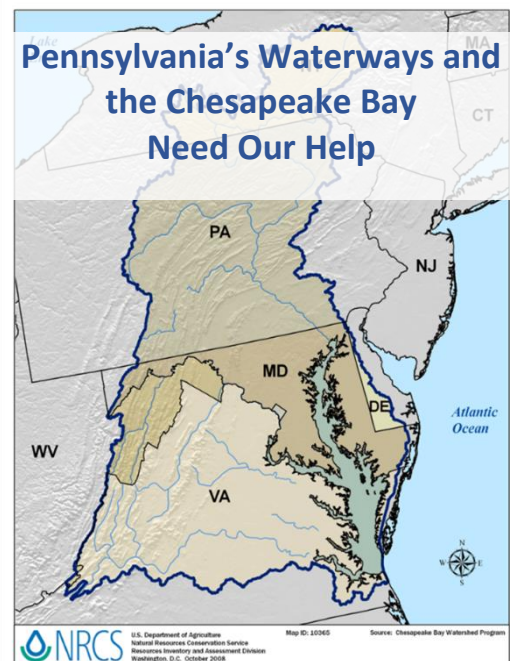 Pennsylvania’s Waterways and
the Chesapeake Bay
Need Our Help
Lake
NY
MA
CT
PA
NJ
MD
DE
WV
VA
Atlantic
Ocean
N
W E
S
NRCS
U.S. Department of Agriculture
Natural Resources Conservation Service
Resources Inventory and Assessment Division
Washington, D.C. October 2008
Map ID: 10365
Source: Chesapeake Bay Watershed Program